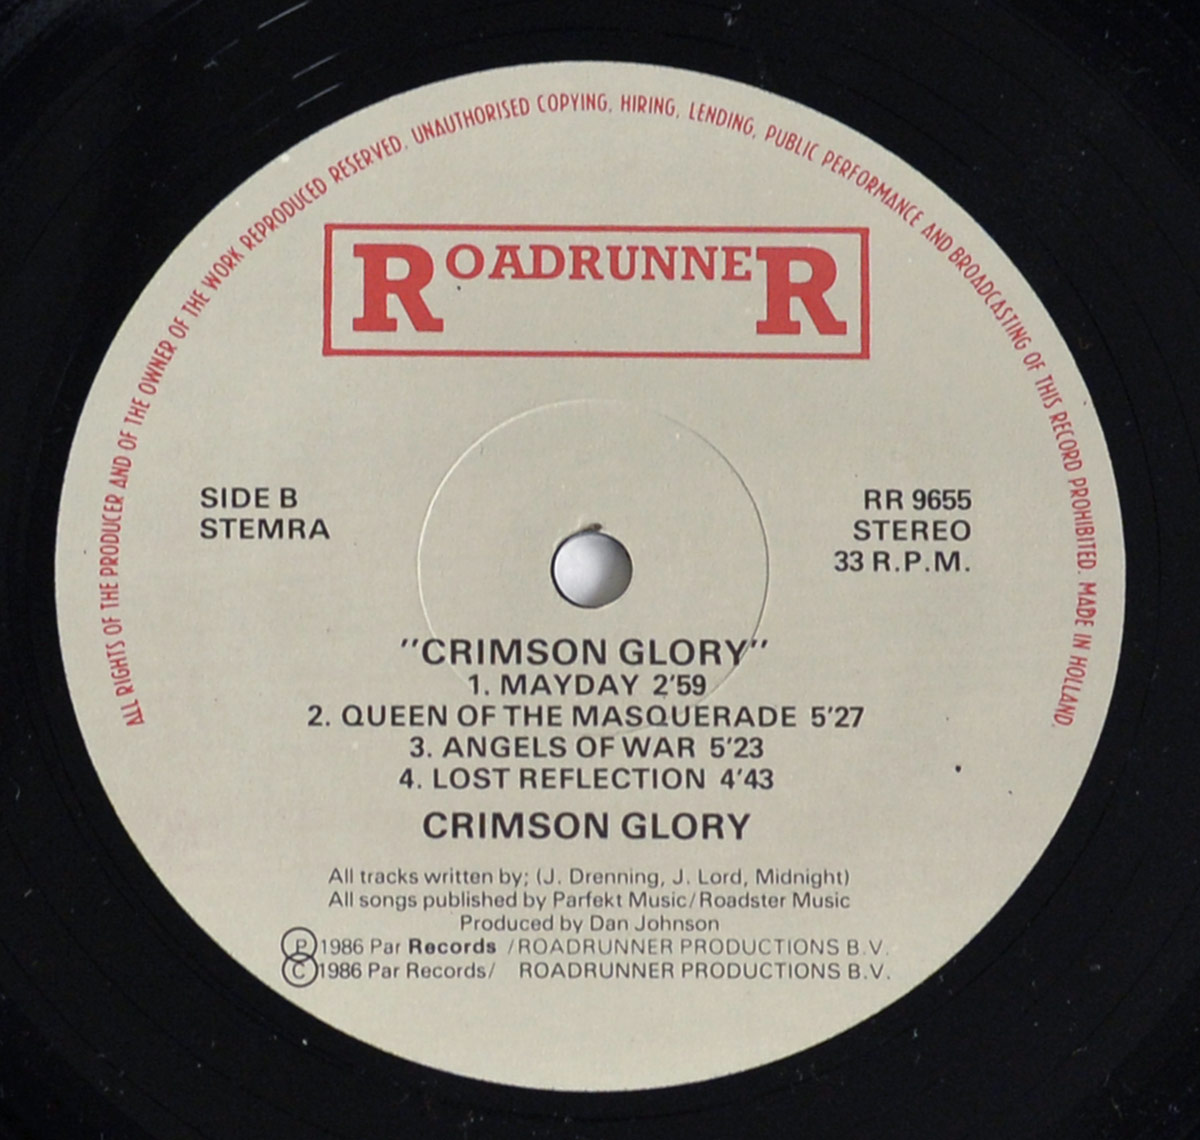 ALL RIGHTS OF THE PRODUCER AND OF THE OWNER OF THE WORK REPRODUCED RESERVED. UNAUTHORISED COPYING, HIRING, LENDING, PUBLIC PERFORMANCE AND BROADCASTING OF THIS RECORD PROHIBITED. MADE IN HOLLAND.
ROADRUNNER
SIDE B
STEMRA
RR 9655
STEREO
33 R.P.M.
"CRIMSON GLORY"
1. MAYDAY 2'59
2. QUEEN OF THE MASQUERADE 5'27
3. ANGELS OF WAR 5'23
4. LOST REFLECTION 4'43
CRIMSON GLORY
All tracks written by; (J. Drenning, J. Lord, Midnight)
All songs published by Parfekt Music/Roadster Music
Produced by Dan Johnson
℗1986 Par Records /ROADRUNNER PRODUCTIONS B.V.
©1986 Par Records/ ROADRUNNER PRODUCTIONS B.V.